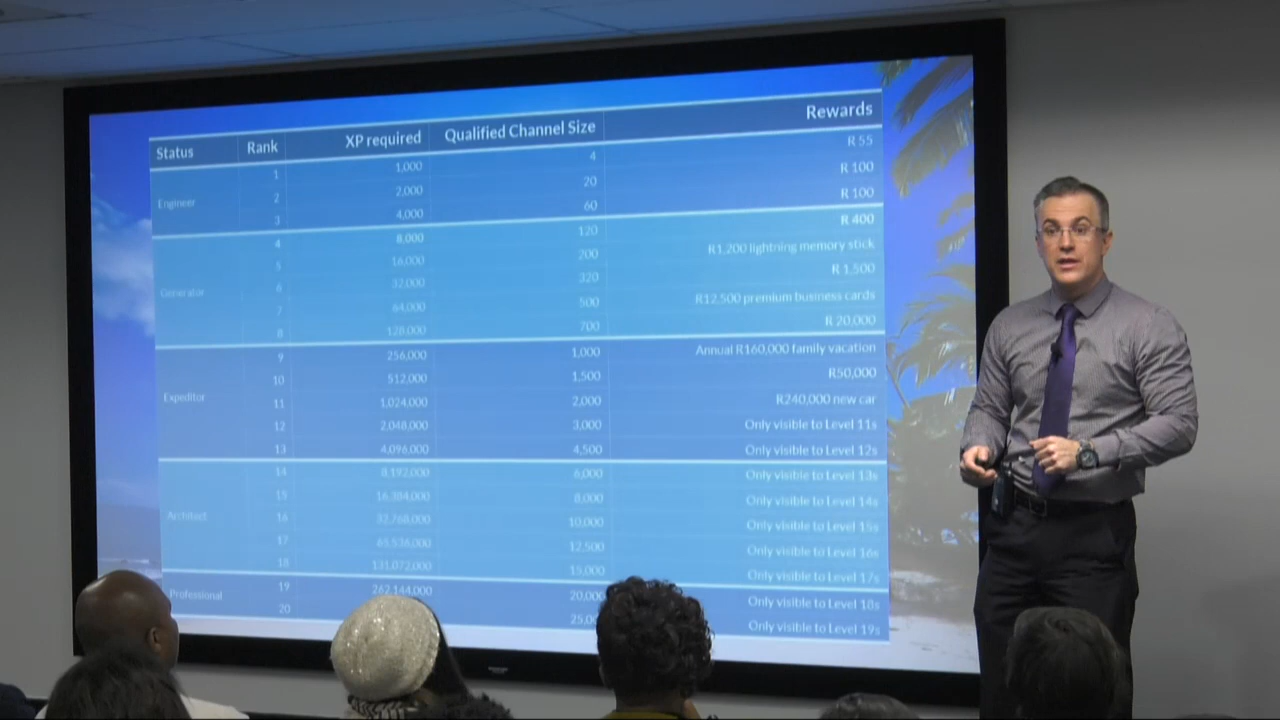 Status Rank XP required Qualified Channel Size Rewards
Engineer
1 1,000 4 R 55
2 2,000 20 R 100
3 4,000 60 R 100
Generator
4 8,000 120 R 400
5 16,000 200 R1,200 lightning memory stick
6 32,000 320 R 1,500
7 64,000 500 R12,500 premium business cards
8 128,000 700 R 20,000
Expeditor
9 256,000 1,000 Annual R160,000 family vacation
10 512,000 1,500 R50,000
11 1,024,000 2,000 R240,000 new car
12 2,048,000 3,000 Only visible to Level 11s
13 4,096,000 4,500 Only visible to Level 12s
Architect
14 8,192,000 6,000 Only visible to Level 13s
15 16,384,000 8,000 Only visible to Level 14s
16 32,768,000 10,000 Only visible to Level 15s
17 65,536,000 12,500 Only visible to Level 16s
18 131,072,000 15,000 Only visible to Level 17s
Professional
19 262,144,000 20,000 Only visible to Level 18s
20 Only visible to Level 19s